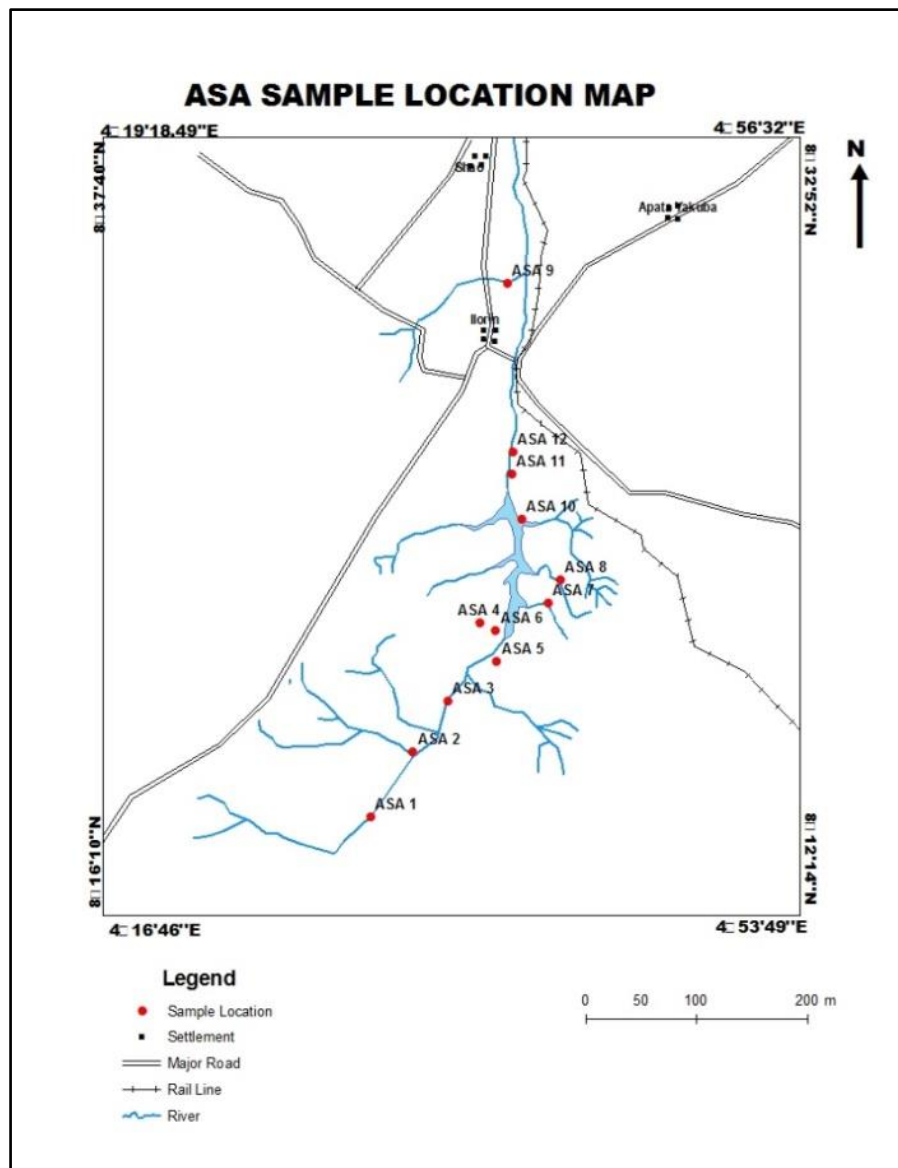 ASA SAMPLE LOCATION MAP
4□ 19'18.49"E
4□ 56'32"E
8□ 37'40"N
8□ 32'52"N
N
Shao
Apata Yakuba
ASA 9
Ilorin
ASA 12
ASA 11
ASA 10
ASA 8
ASA 7
ASA 4
ASA 6
ASA 5
ASA 3
ASA 2
ASA 1
8□ 16'10"N
8□ 12'14"N
4□ 16'46"E
4□ 53'49"E
Legend
Sample Location
Settlement
Major Road
Rail Line
River
0 50 100 200 m